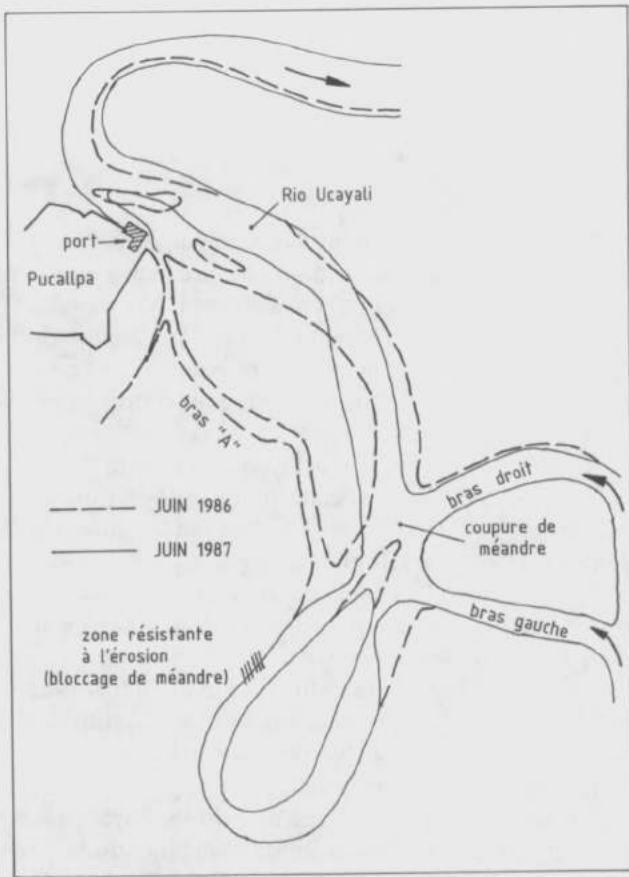 Rio Ucayali
port
Pucallpa
bras "A"
JUIN 1986
JUIN 1987
bras droit
coupure de
méandre
bras gauche
zone résistante
à l'érosion
(bloccage de méandre)